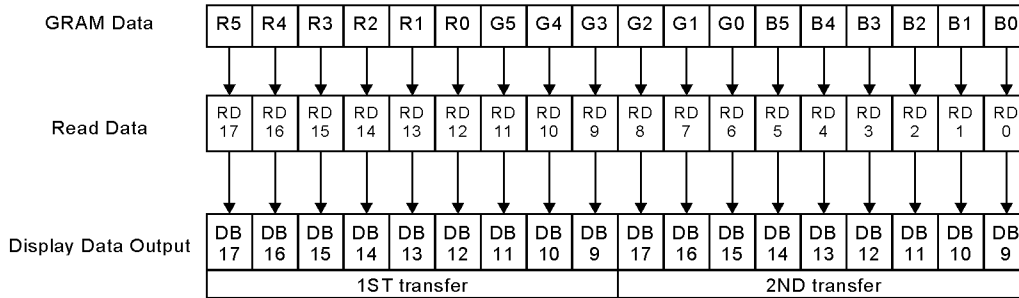 GRAM Data R5 R4 R3 R2 R1 R0 G5 G4 G3 G2 G1 G0 B5 B4 B3 B2 B1 B0
Read Data RD 17 RD 16 RD 15 RD 14 RD 13 RD 12 RD 11 RD 10 RD 9 RD 8 RD 7 RD 6 RD 5 RD 4 RD 3 RD 2 RD 1 RD 0
Display Data Output DB 17 DB 16 DB 15 DB 14 DB 13 DB 12 DB 11 DB 10 DB 9 DB 17 DB 16 DB 15 DB 14 DB 13 DB 12 DB 11 DB 10 DB 9
1ST transfer 2ND transfer